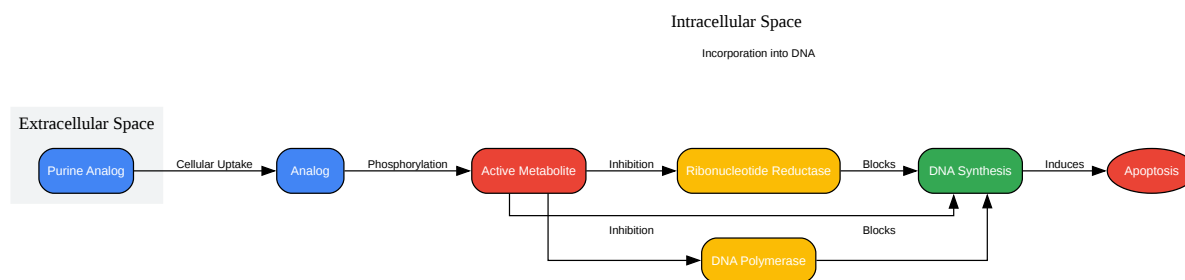 Intracellular Space
Incorporation into DNA
Extracellular Space
Purine Analog
Cellular Uptake
Analog
Phosphorylation
Active Metabolite
Inhibition
Ribonucleotide Reductase
Blocks
DNA Synthesis
Induces
Apoptosis
Inhibition
Blocks
DNA Polymerase